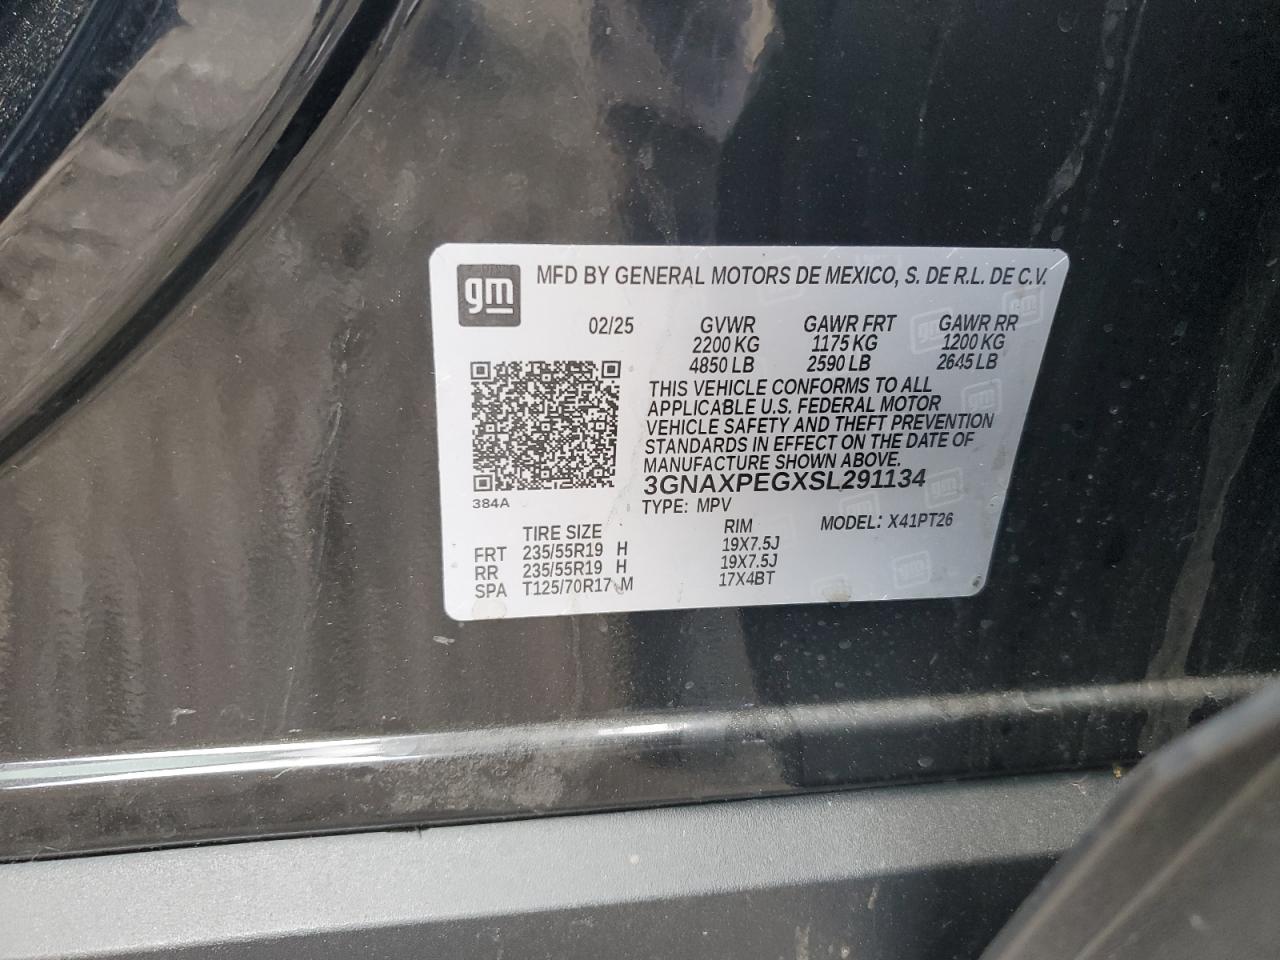 gm MFD BY GENERAL MOTORS DE MEXICO, S. DE R.L. DE C.V.
02/25 GVWR GAWR FRT GAWR RR
2200 KG 1175 KG 1200 KG
4850 LB 2590 LB 2645 LB
THIS VEHICLE CONFORMS TO ALL
APPLICABLE U.S. FEDERAL MOTOR
VEHICLE SAFETY AND THEFT PREVENTION
STANDARDS IN EFFECT ON THE DATE OF
MANUFACTURE SHOWN ABOVE.
3GNAXPEGXSL291134
384A
TYPE: MPV
TIRE SIZE RIM MODEL: X41PT26
FRT 235/55R19 H 19X7.5J
RR 235/55R19 H 19X7.5J
SPA T125/70R17 M 17X4BT